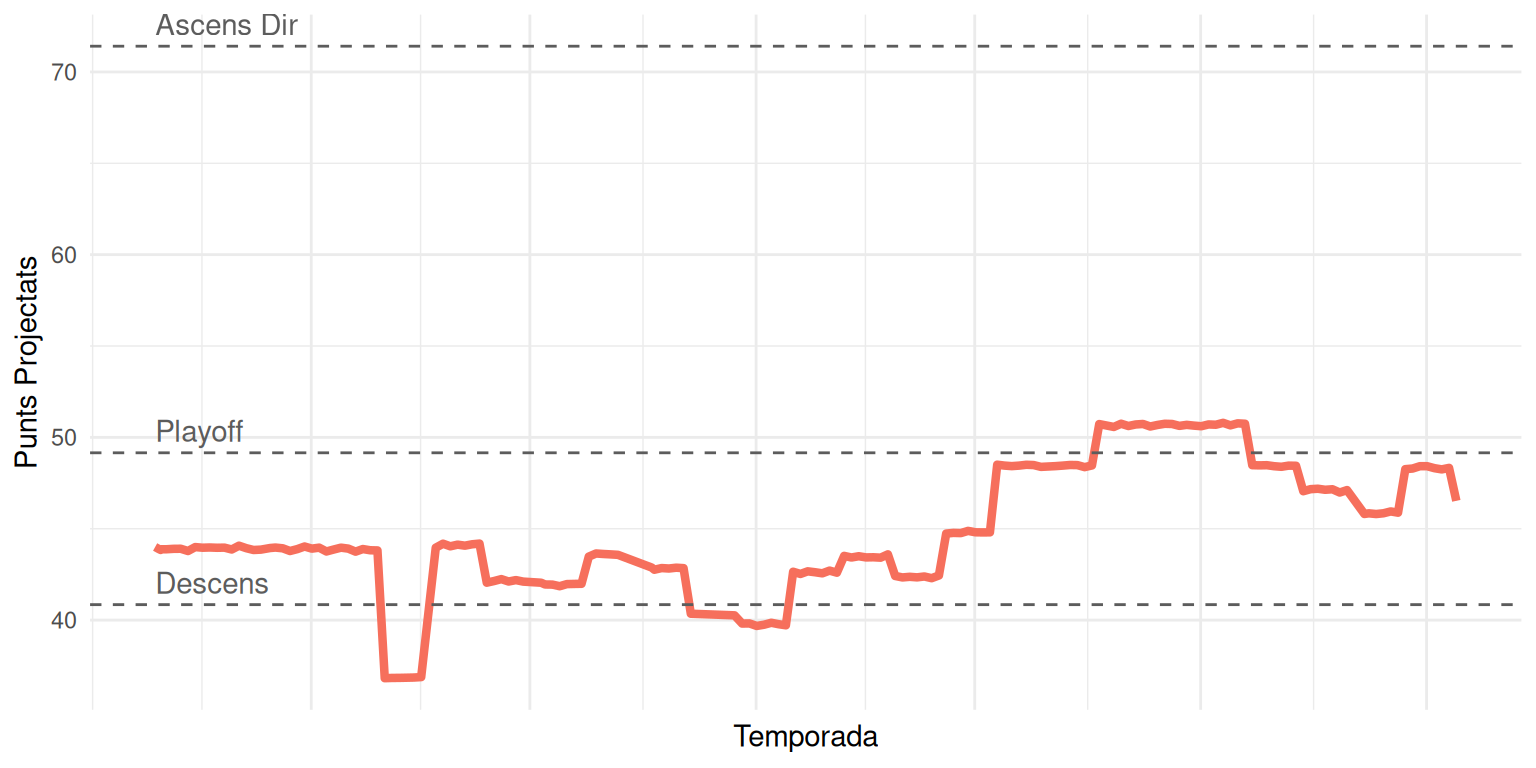 Ascens Dir
70
60
Punts Projectats
Playoff
50
Descens
40
Temporada